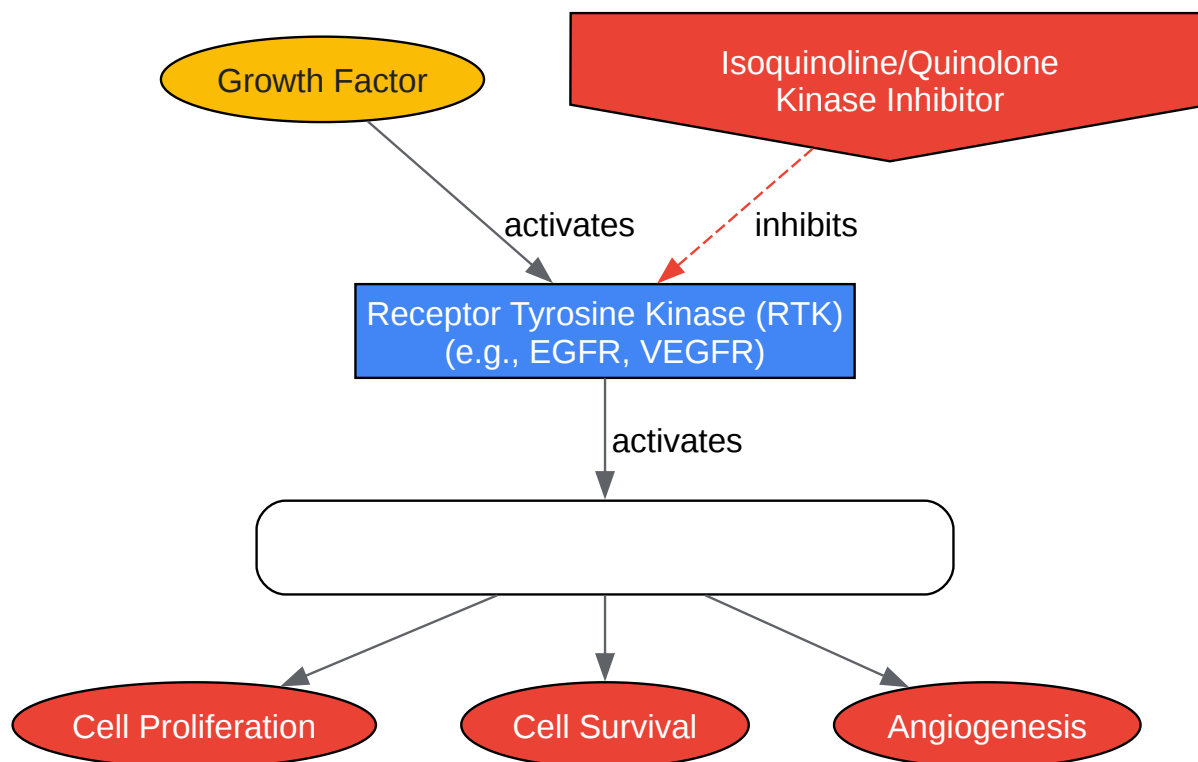 Growth Factor
Isoquinoline/Quinolone
Kinase Inhibitor
activates
inhibits
Receptor Tyrosine Kinase (RTK)
(e.g., EGFR, VEGFR)
activates
Cell Proliferation
Cell Survival
Angiogenesis